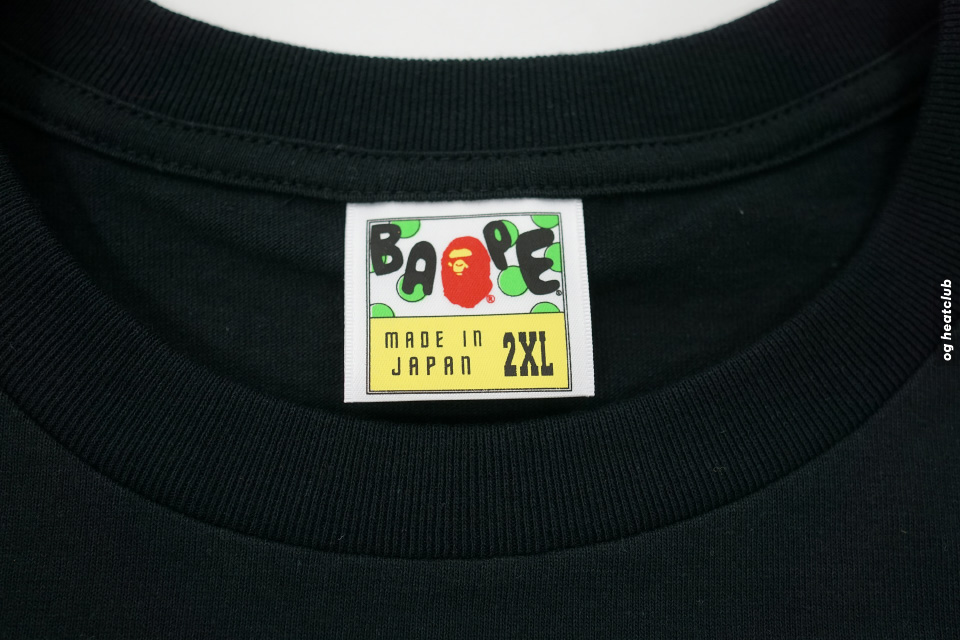 BAPE
®
MADE IN
JAPAN
2XL
og heatclub